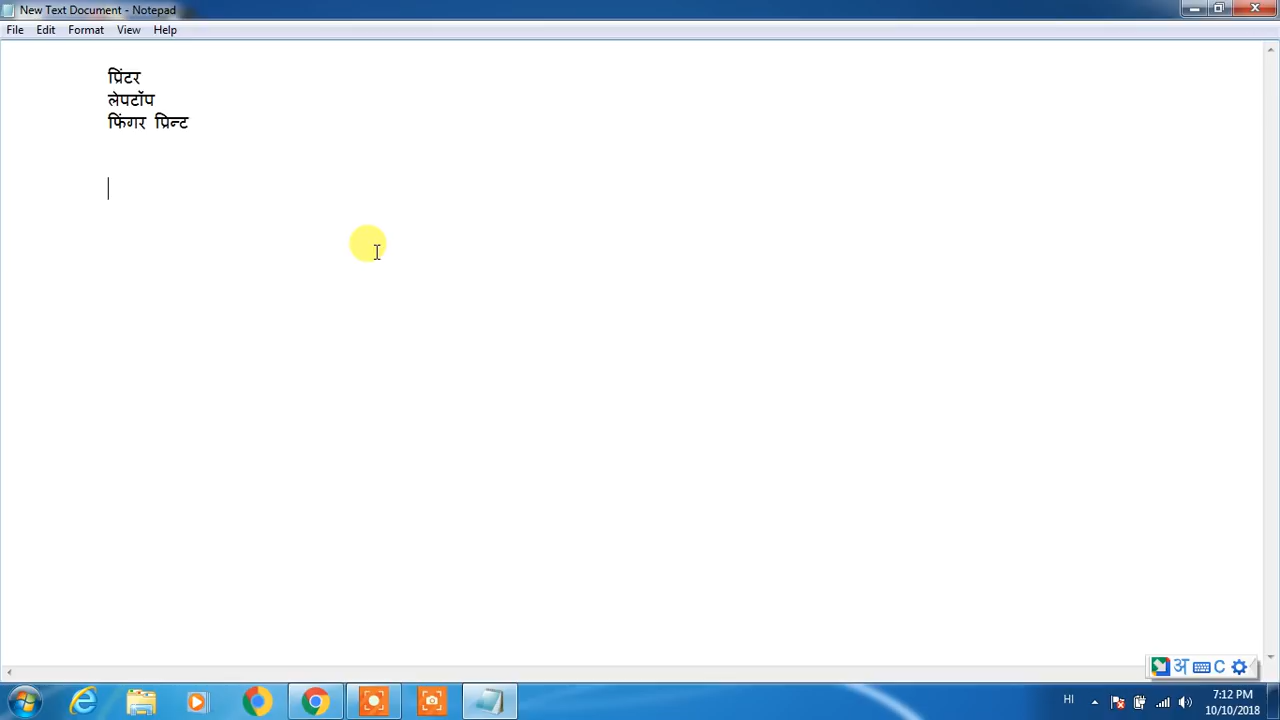 New Text Document - Notepad
File Edit Format View Help
प्रिंटर
लेपटॉप
फिंगर प्रिन्ट
अ C
HI 7:12 PM
10/10/2018